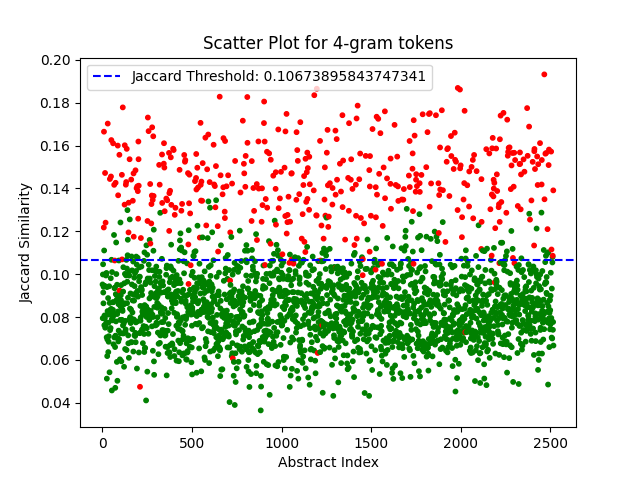 Scatter Plot for 4-gram tokens
Jaccard Threshold: 0.10673895843747341
0.20
0.18
0.16
0.14
0.12
0.10
0.08
0.06
0.04
Jaccard Similarity
0 500 1000 1500 2000 2500
Abstract Index